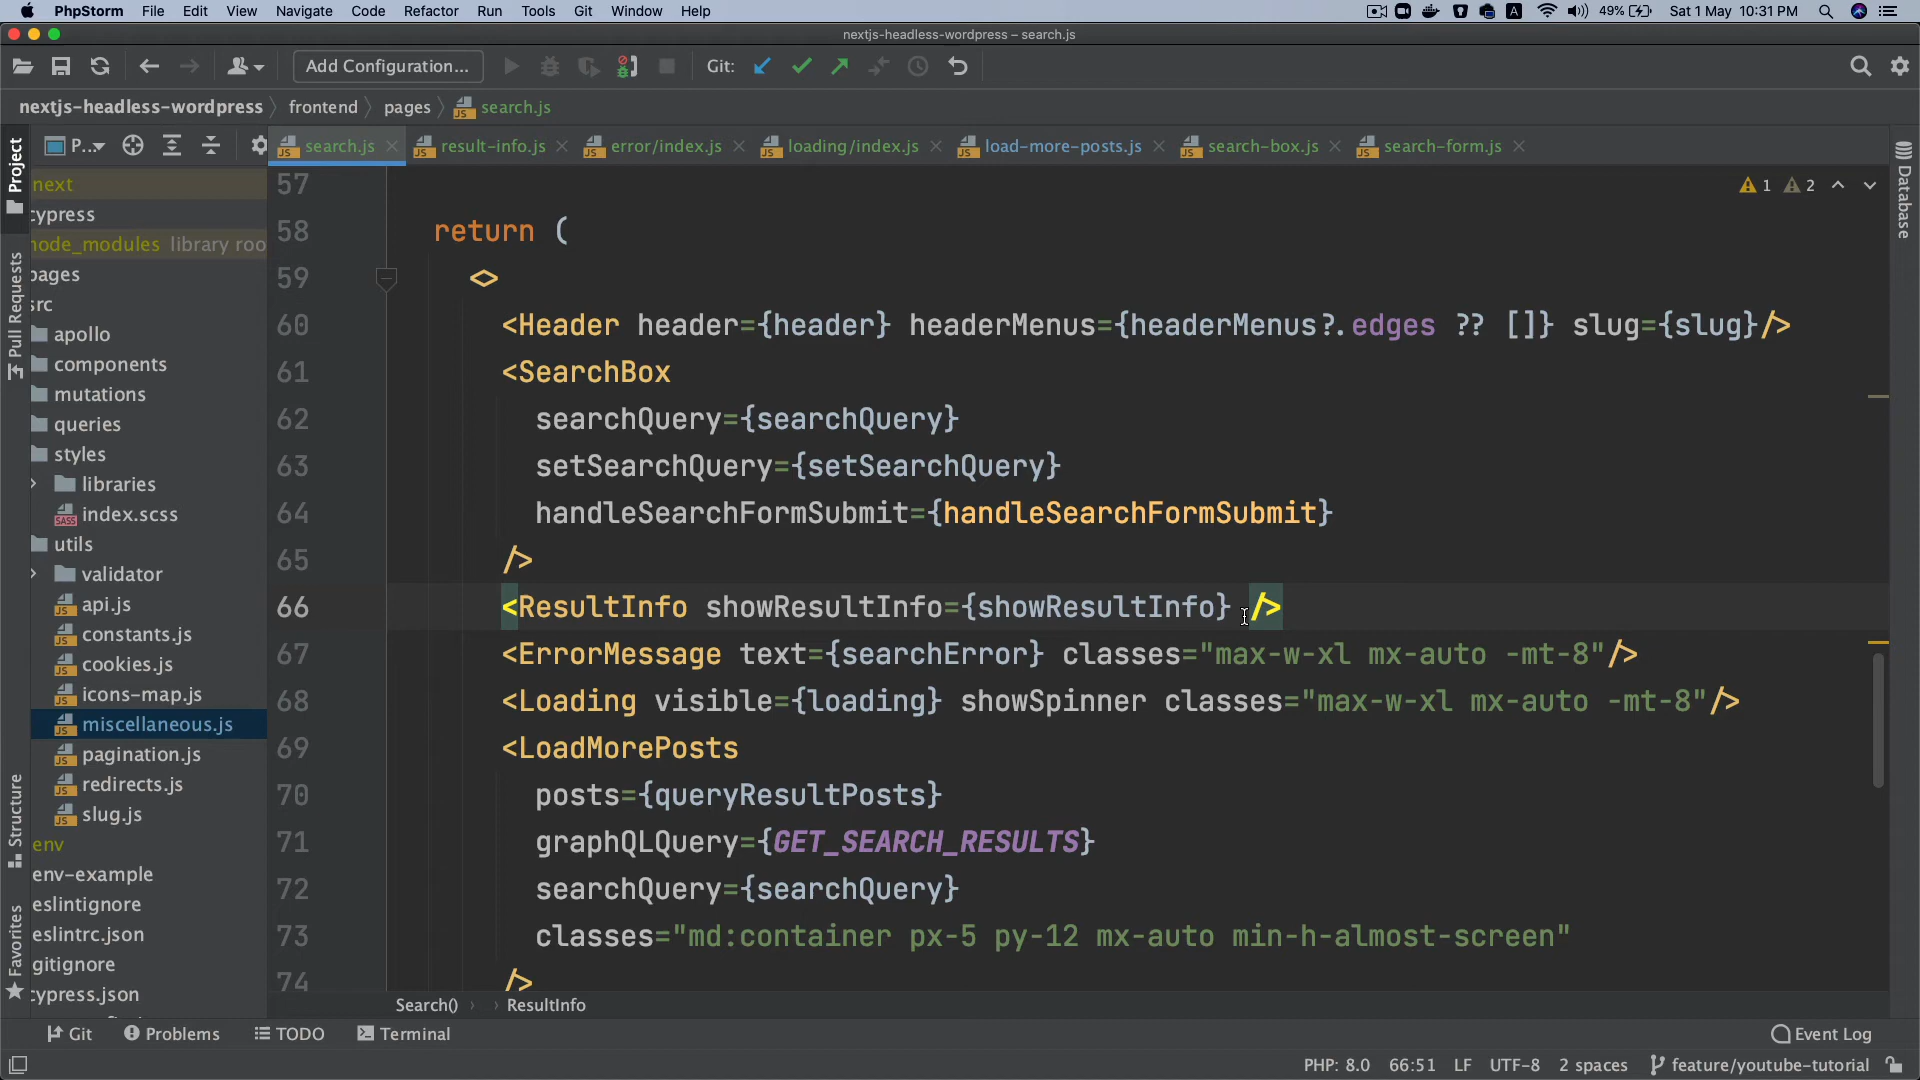 PhpStorm File Edit View Navigate Code Refactor Run Tools Git Window Help 49% Sat 1 May 10:31 PM
nextjs-headless-wordpress – search.js
Add Configuration... Git:
nextjs-headless-wordpress frontend pages search.js
P... search.js result-info.js error/index.js loading/index.js load-more-posts.js search-box.js search-form.js
Project
Pull Requests
Structure
Favorites
Database
next
cypress
node_modules library roo
pages
src
apollo
components
mutations
queries
styles
libraries
index.scss
utils
validator
api.js
constants.js
cookies.js
icons-map.js
miscellaneous.js
pagination.js
redirects.js
slug.js
env
env-example
eslintignore
eslintrc.json
gitignore
cypress.json
1 2
57
58 return (
59 <>
60 <Header header={header} headerMenus={headerMenus?.edges ?? []} slug={slug}/>
61 <SearchBox
62 searchQuery={searchQuery}
63 setSearchQuery={setSearchQuery}
64 handleSearchFormSubmit={handleSearchFormSubmit}
65 />
66 <ResultInfo showResultInfo={showResultInfo} />
67 <ErrorMessage text={searchError} classes="max-w-xl mx-auto -mt-8"/>
68 <Loading visible={loading} showSpinner classes="max-w-xl mx-auto -mt-8"/>
69 <LoadMorePosts
70 posts={queryResultPosts}
71 graphQLQuery={GET_SEARCH_RESULTS}
72 searchQuery={searchQuery}
73 classes="md:container px-5 py-12 mx-auto min-h-almost-screen"
74 />
Search() ResultInfo
Git Problems TODO Terminal Event Log
PHP: 8.0 66:51 LF UTF-8 2 spaces feature/youtube-tutorial